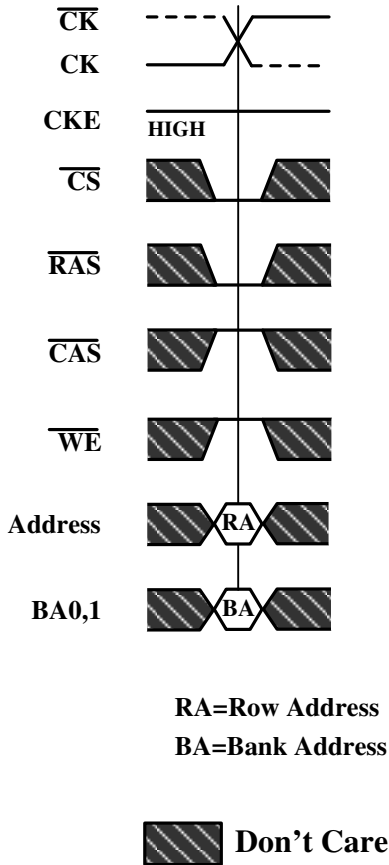 CK
CK
CKE
HIGH
CS
RAS
CAS
WE
Address
RA
BA0,1
BA
RA=Row Address
BA=Bank Address
Don't Care